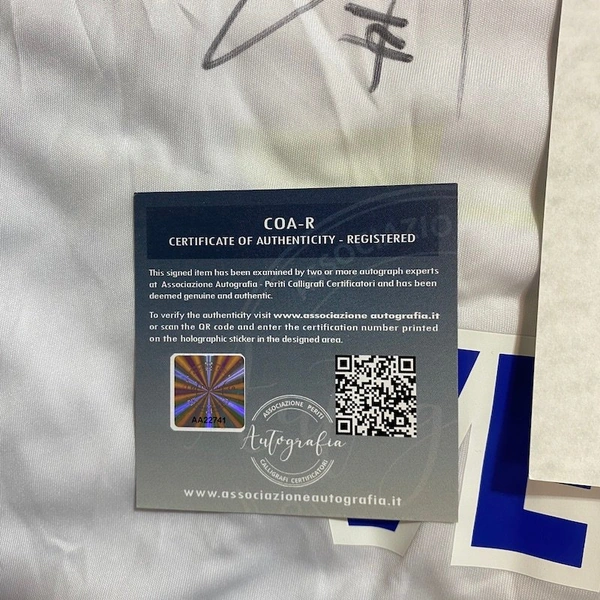 COA-R
CERTIFICATE OF AUTHENTICITY - REGISTERED
This signed item has been examined by two or more autograph experts
at Associazione Autografia - Periti Calligrafi Certificatori and has been
deemed genuine and authentic.
To verify the authenticity visit www.associazione autografia.it
or scan the QR code and enter the certification number printed
on the holographic sticker in the designed area.
AA22741
ASSOCIAZIONE PERITI
Autografia
CALLIGRAFI CERTIFICATORI
www.associazioneautografia.it